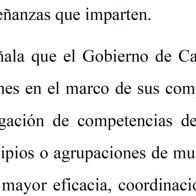 eñanzas que imparten.
ñala que el Gobierno de Ca
nes en el marco de sus com
gación de competencias de
ipios o agrupaciones de mu
mayor eficacia, coordinació